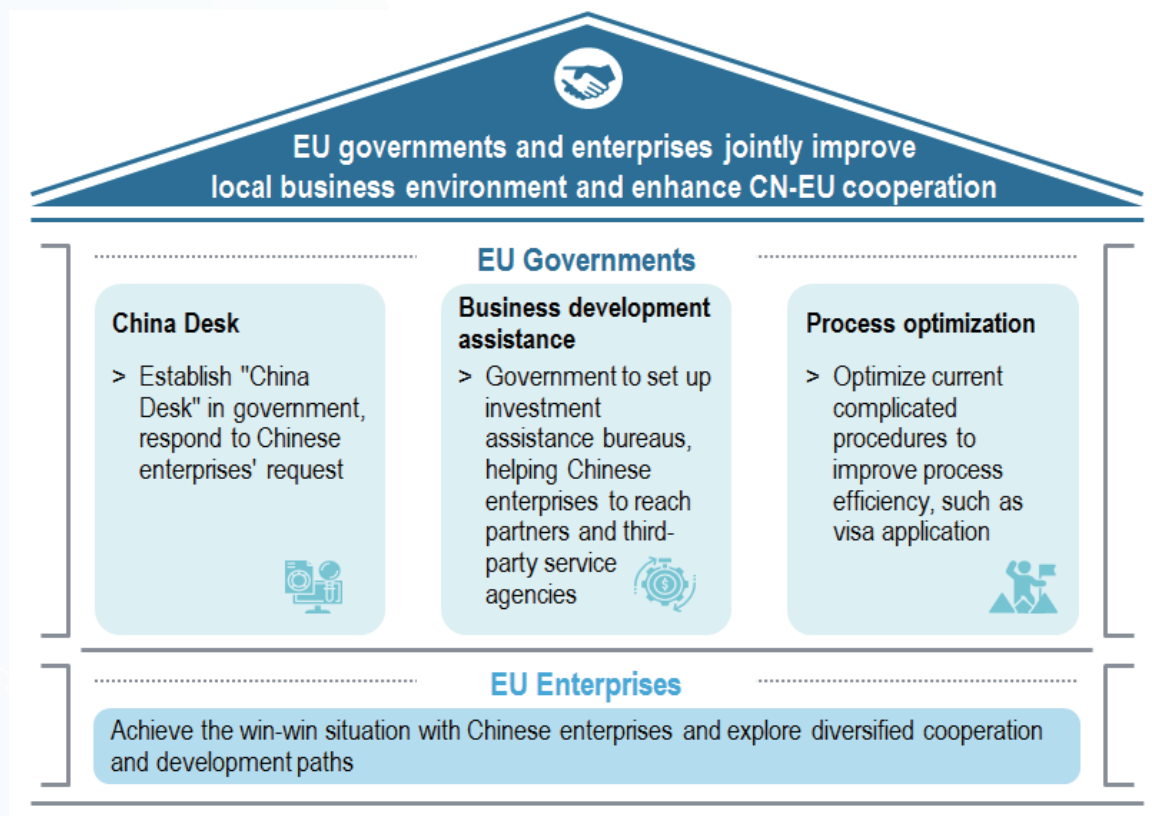 EU governments and enterprises jointly improve
local business environment and enhance CN-EU cooperation
EU Governments
China Desk
> Establish "China
Desk" in government,
respond to Chinese
enterprises' request
Business development
assistance
> Government to set up
investment
assistance bureaus,
helping Chinese
enterprises to reach
partners and third-
party service
agencies
Process optimization
> Optimize current
complicated
procedures to
improve process
efficiency, such as
visa application
EU Enterprises
Achieve the win-win situation with Chinese enterprises and explore diversified cooperation
and development paths